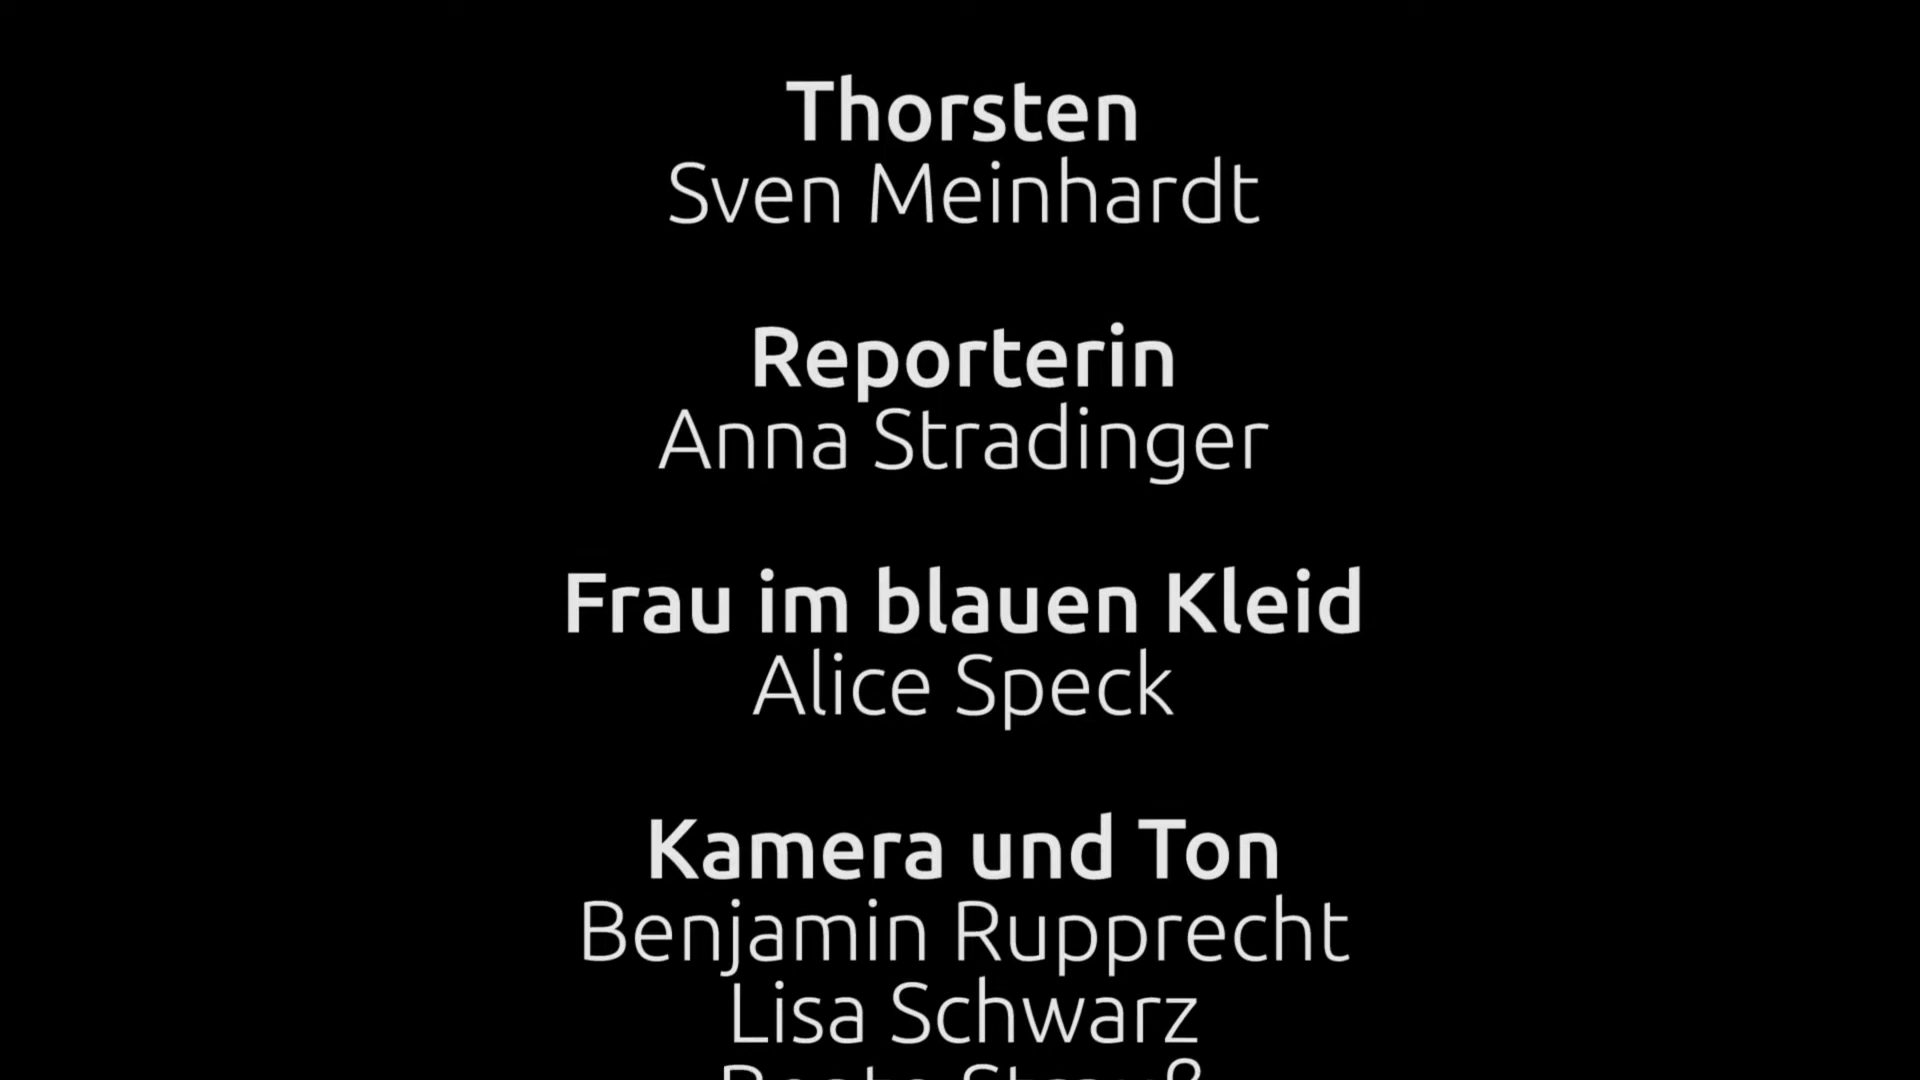 Thorsten
Sven Meinhardt
Reporterin
Anna Stradinger
Frau im blauen Kleid
Alice Speck
Kamera und Ton
Benjamin Rupprecht
Lisa Schwarz